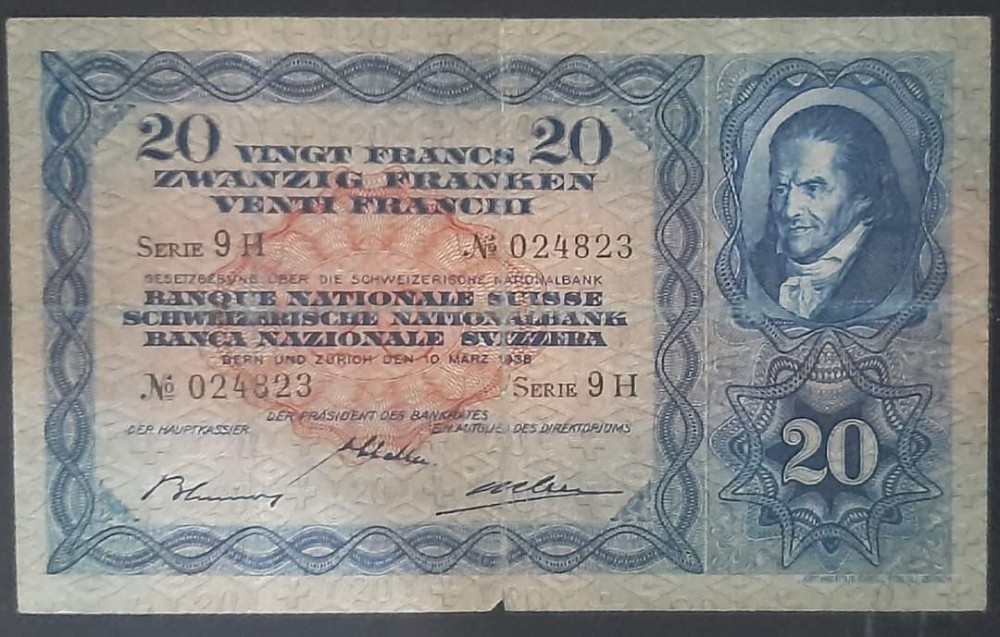 20 VINGT FRANCS 20
ZWANZIG FRANKEN
VENTI FRANCHI
SERIE 9 H № 024823
GESETZGEBUNG ÜBER DIE SCHWEIZERISCHE NATIONALBANK
BANQUE NATIONALE SUISSE
SCHWEIZERISCHE NATIONALBANK
BANCA NAZIONALE SVIZZERA
BERN UND ZÜRICH DEN 10 MÄRZ 1938
№ 024823 SERIE 9 H
DER PRÄSIDENT DES BANKRATES
DER HAUPTKASSIER EIN MITGLIED DES DIREKTORIUMS
20